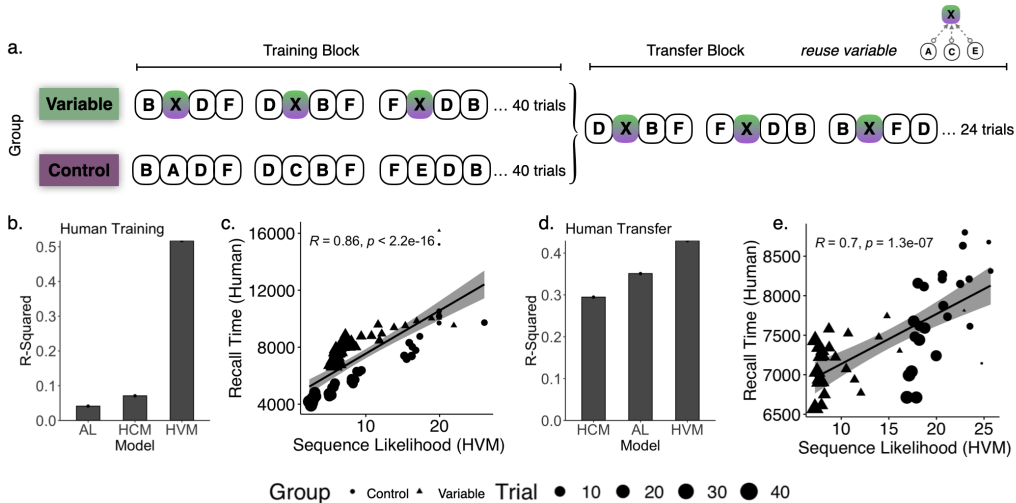 a.
Training Block
Transfer Block
reuse variable
X
A C E
Group
Variable
B X D F D X B F F X D B ... 40 trials
Control
B A D F D C B F F E D B ... 40 trials
D X B F F X D B B X F D ... 24 trials
b.
Human Training
R-Squared
0.5
0.4
0.3
0.2
0.1
0.0
AL HCM HVM
Model
c.
Recall Time (Human)
16000
12000
8000
4000
R = 0.86, p < 2.2e-16
10 20
Sequence Likelihood (HVM)
d.
Human Transfer
R-Squared
0.4
0.3
0.2
0.1
0.0
HCM AL HVM
Model
e.
Recall Time (Human)
8500
8000
7500
7000
6500
R = 0.7, p = 1.3e-07
10 15 20 25
Sequence Likelihood (HVM)
Group Control Variable Trial 10 20 30 40